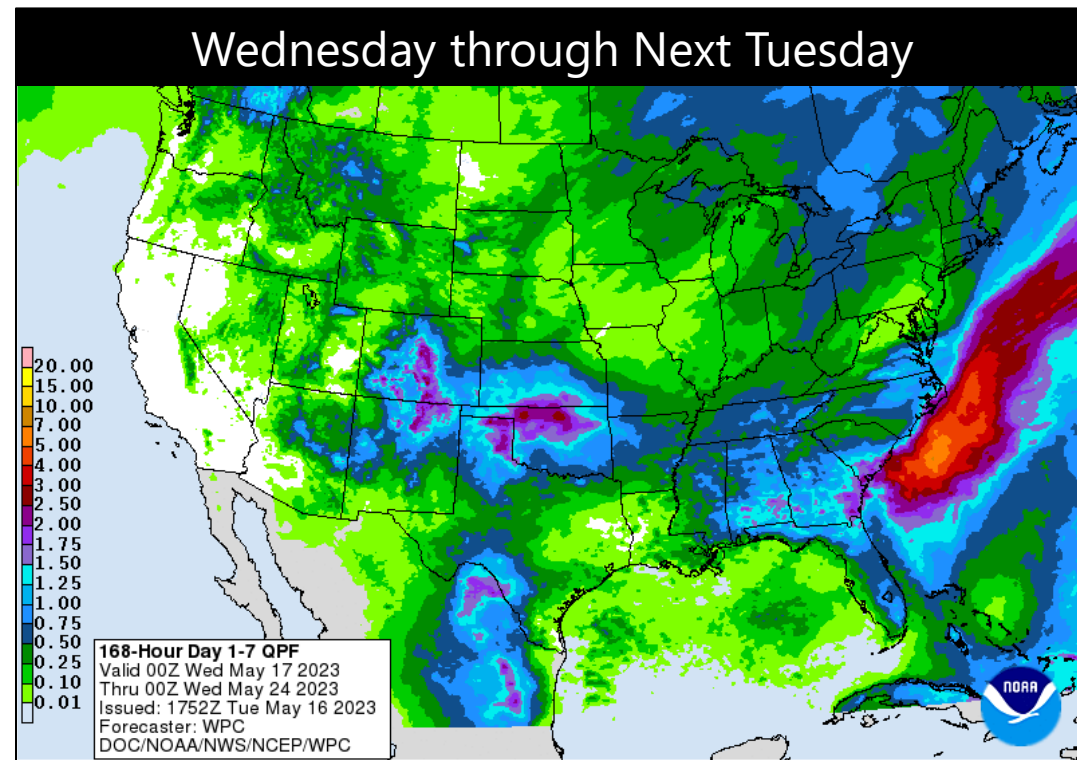 Wednesday through Next Tuesday
20.00
15.00
10.00
7.00
5.00
4.00
3.00
2.50
2.00
1.75
1.50
1.25
1.00
0.75
0.50
0.25
0.10
0.01
168-Hour Day 1-7 QPF
Valid 00Z Wed May 17 2023
Thru 00Z Wed May 24 2023
Issued: 1752Z Tue May 16 2023
Forecaster: WPC
DOC/NOAA/NWS/NCEP/WPC
NOAA